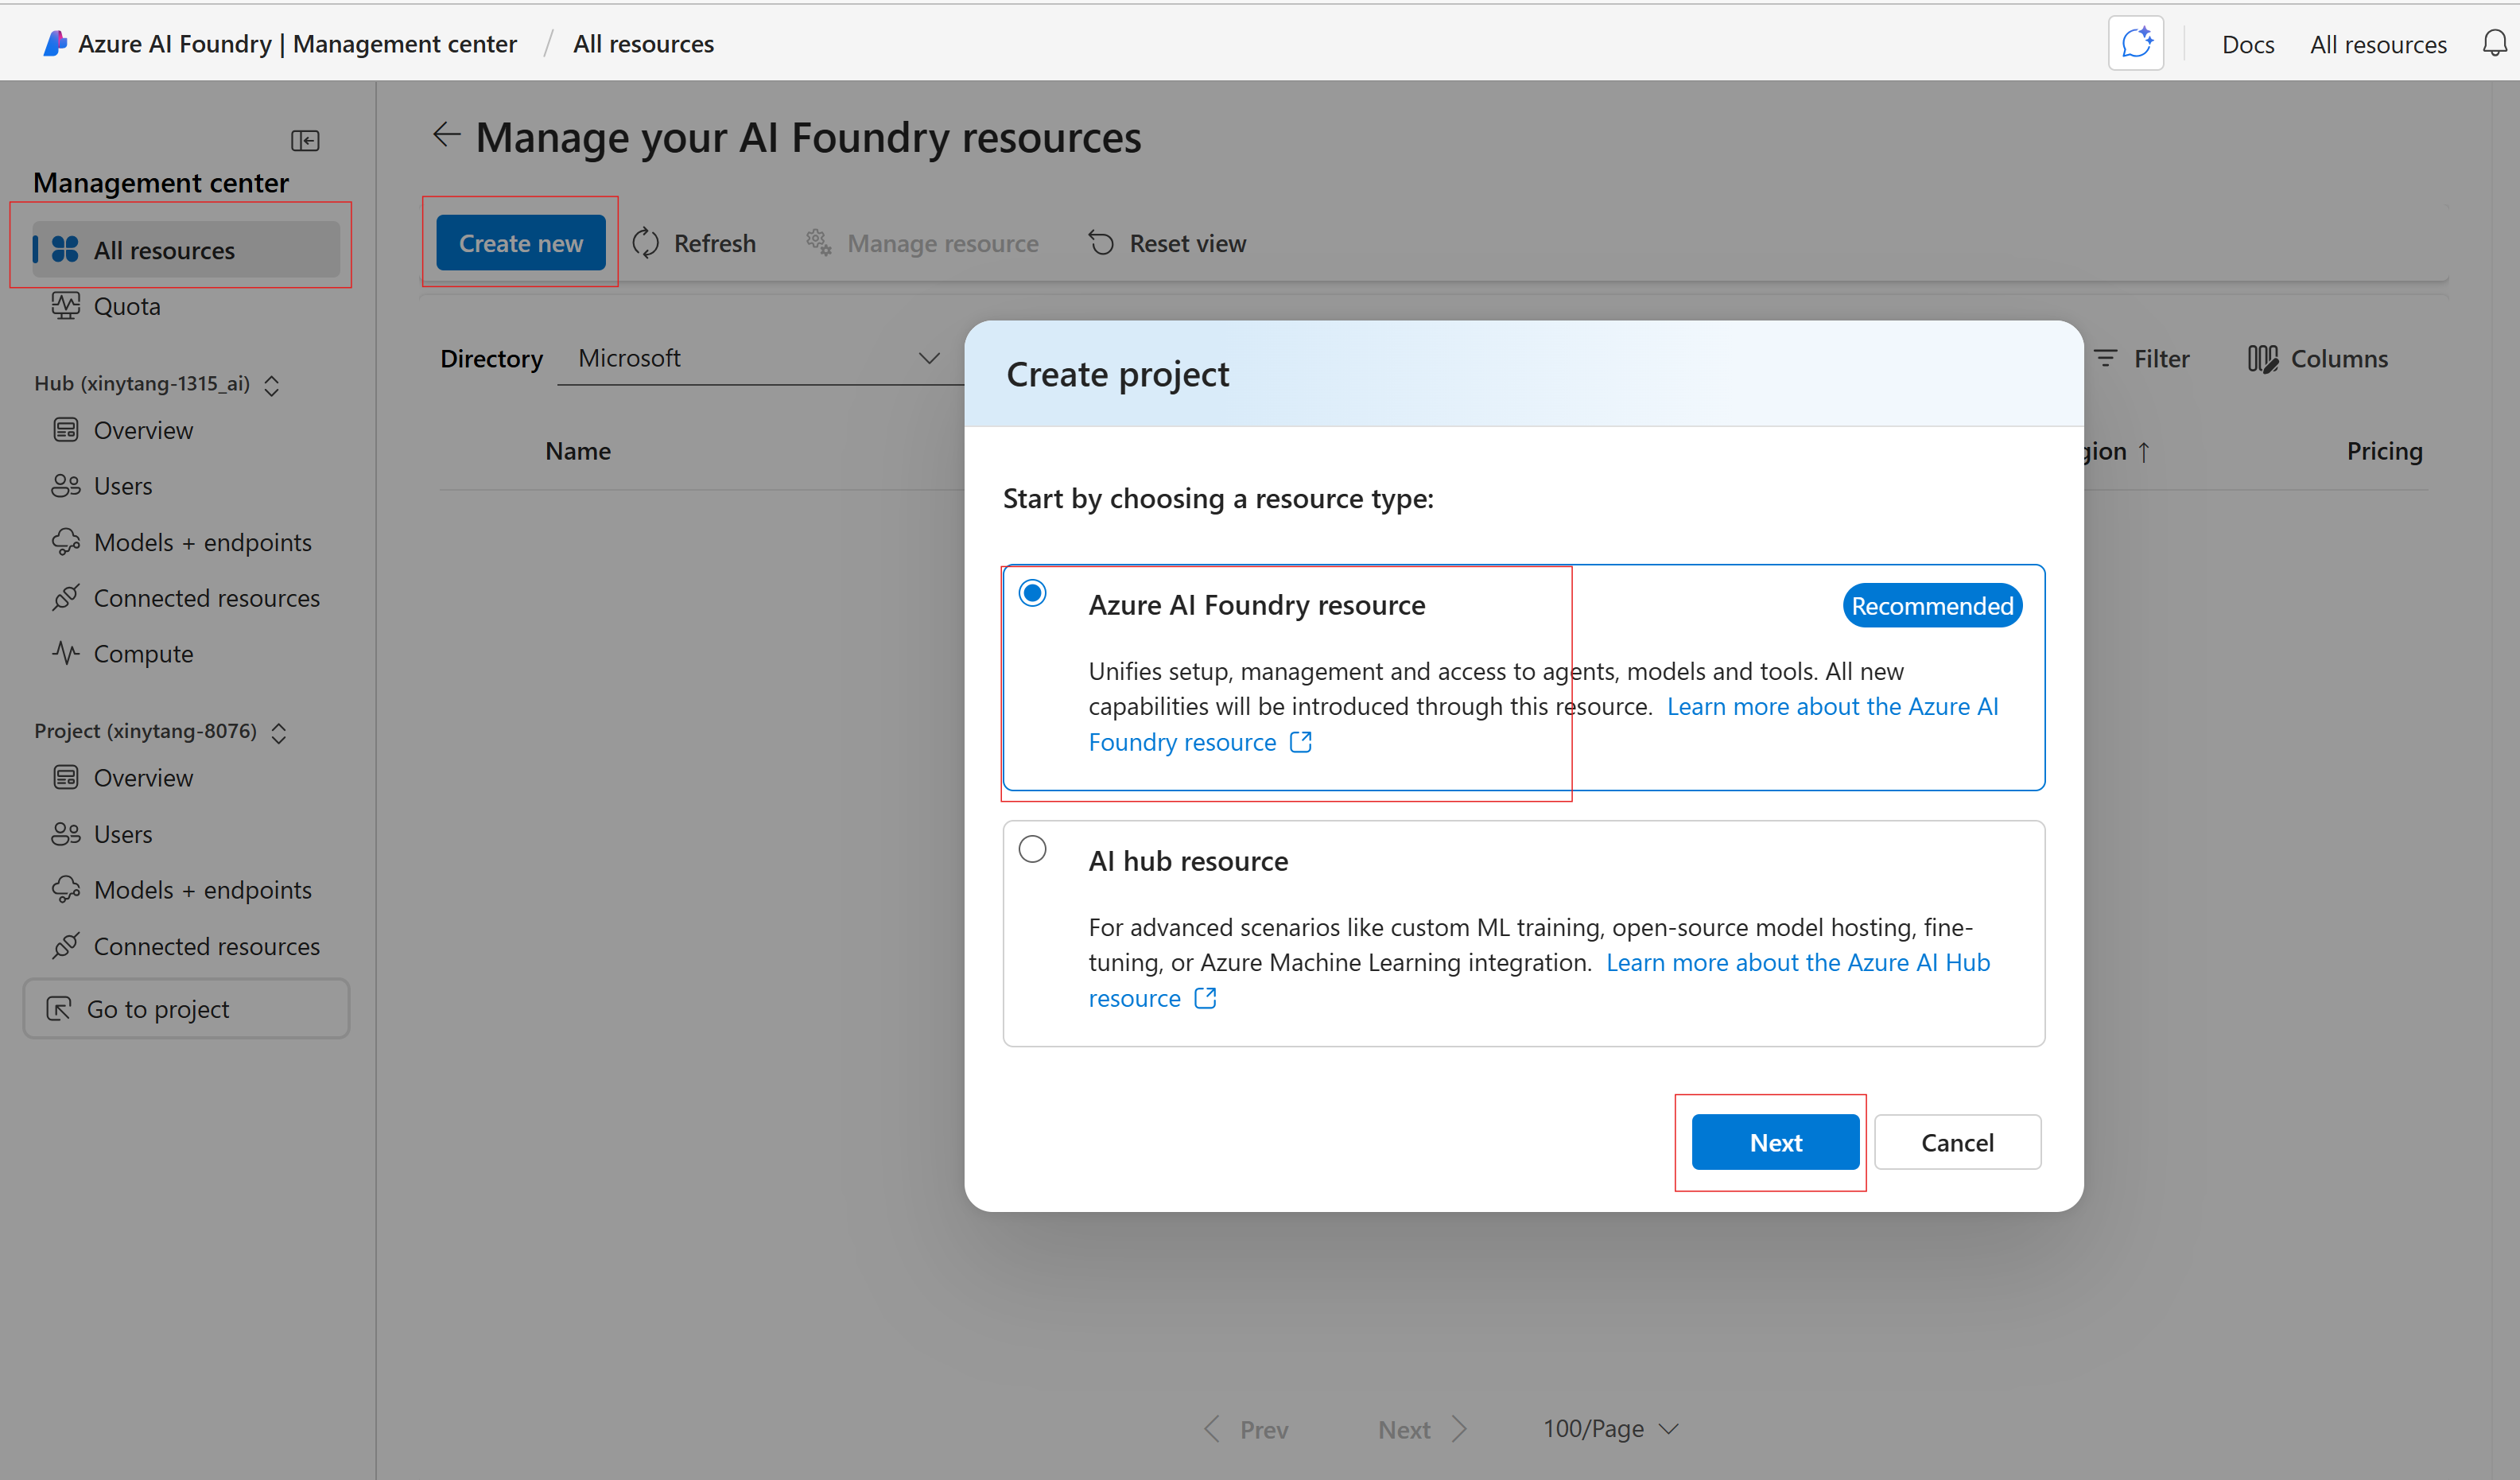 Azure AI Foundry | Management center / All resources
Docs
All resources
Management center
All resources
Quota
Hub (xinytang-1315_ai)
Overview
Users
Models + endpoints
Connected resources
Compute
Project (xinytang-8076)
Overview
Users
Models + endpoints
Connected resources
Go to project
Manage your AI Foundry resources
Create new
Refresh
Manage resource
Reset view
Directory
Microsoft
Filter
Columns
Name
gion ↑
Pricing
Create project
Start by choosing a resource type:
Azure AI Foundry resource
Recommended
Unifies setup, management and access to agents, models and tools. All new
capabilities will be introduced through this resource. Learn more about the Azure AI
Foundry resource
AI hub resource
For advanced scenarios like custom ML training, open-source model hosting, fine-
tuning, or Azure Machine Learning integration. Learn more about the Azure AI Hub
resource
Next
Cancel
Prev
Next
100/Page